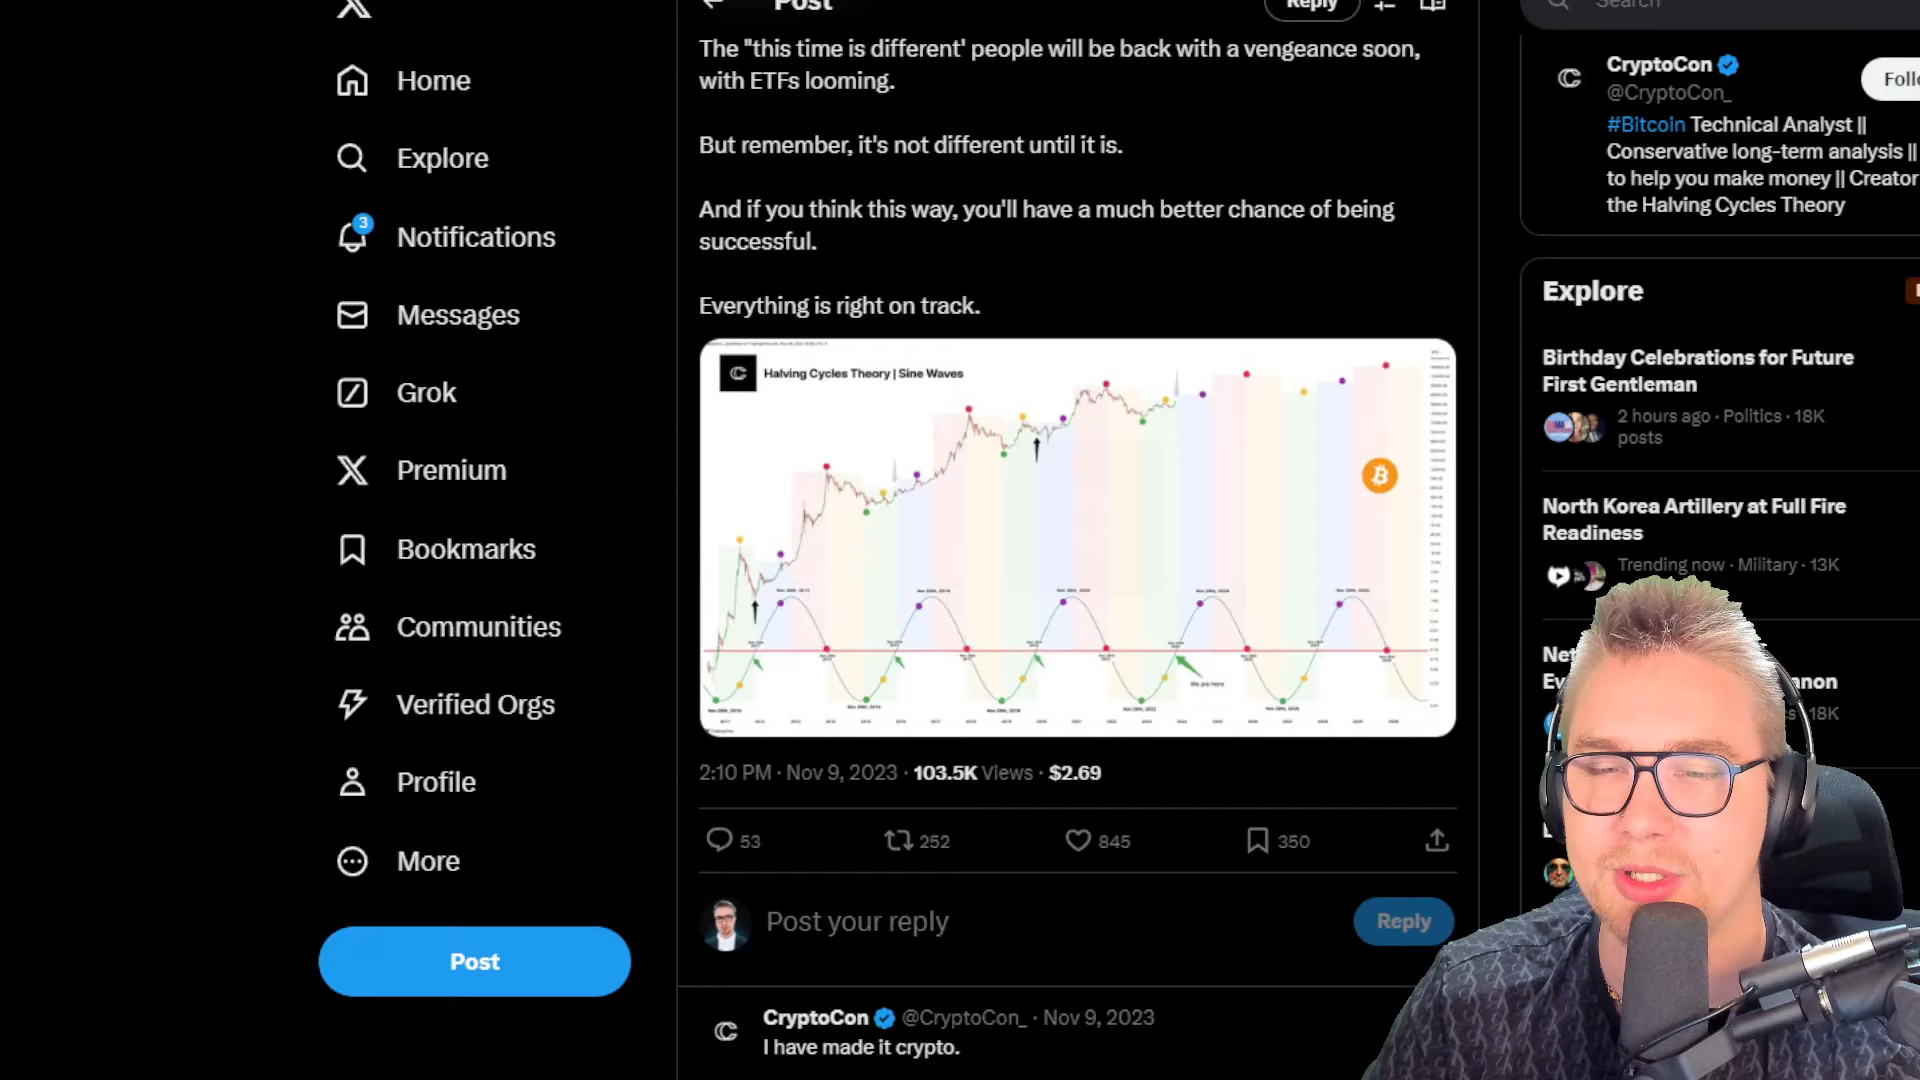 Home
Explore
3
Notifications
Messages
Grok
Premium
Bookmarks
Communities
Verified Orgs
Profile
More
Post
Post
Reply
The "this time is different' people will be back with a vengeance soon,
with ETFs looming.
But remember, it's not different until it is.
And if you think this way, you'll have a much better chance of being
successful.
Everything is right on track.
Halving Cycles Theory | Sine Waves
We are Here
2:10 PM · Nov 9, 2023 · 103.5K Views · $2.69
53
252
845
350
Post your reply
Reply
CryptoCon @CryptoCon_ · Nov 9, 2023
I have made it crypto.
Search
CryptoCon
@CryptoCon_
#Bitcoin Technical Analyst ||
Conservative long-term analysis ||
to help you make money || Creator
the Halving Cycles Theory
Explore
Birthday Celebrations for Future
First Gentleman
2 hours ago · Politics · 18K
posts
North Korea Artillery at Full Fire
Readiness
Trending now · Military · 13K
18K